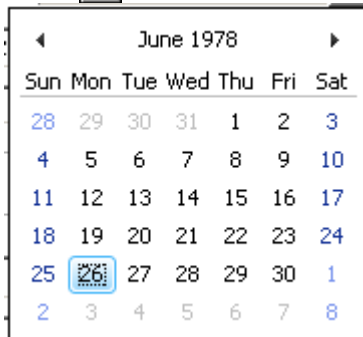 June 1978
Sun Mon Tue Wed Thu Fri Sat
28 29 30 31 1 2 3
4 5 6 7 8 9 10
11 12 13 14 15 16 17
18 19 20 21 22 23 24
25 26 27 28 29 30 1
2 3 4 5 6 7 8